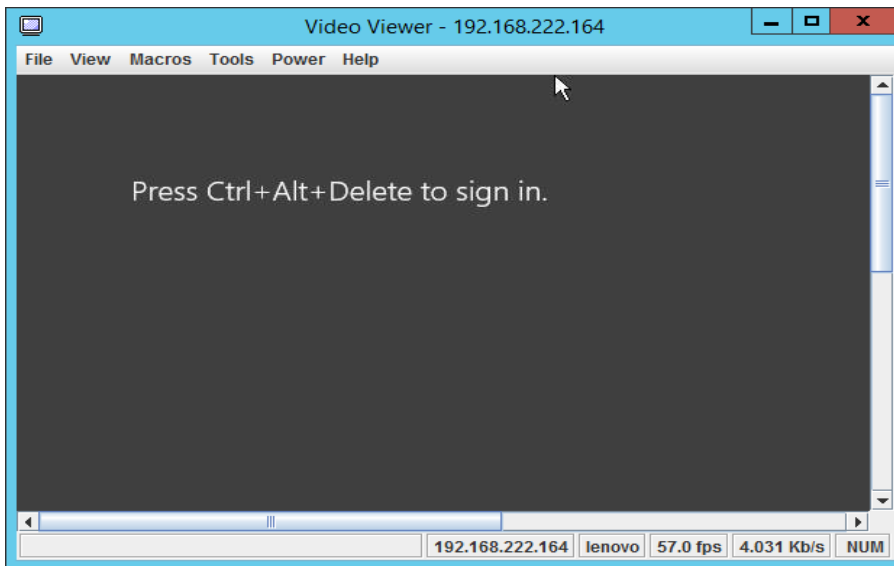 Video Viewer - 192.168.222.164
File View Macros Tools Power Help
Press Ctrl+Alt+Delete to sign in.
192.168.222.164 lenovo 57.0 fps 4.031 Kb/s NUM